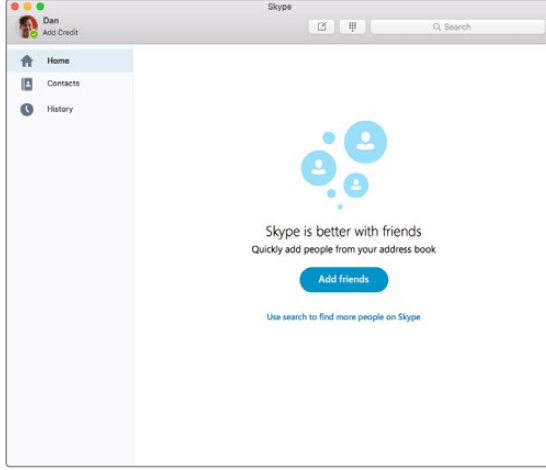 Skype
Dan
Add Credit
Search
Home
Contacts
History
Skype is better with friends
Quickly add people from your address book
Add friends
Use search to find more people on Skype